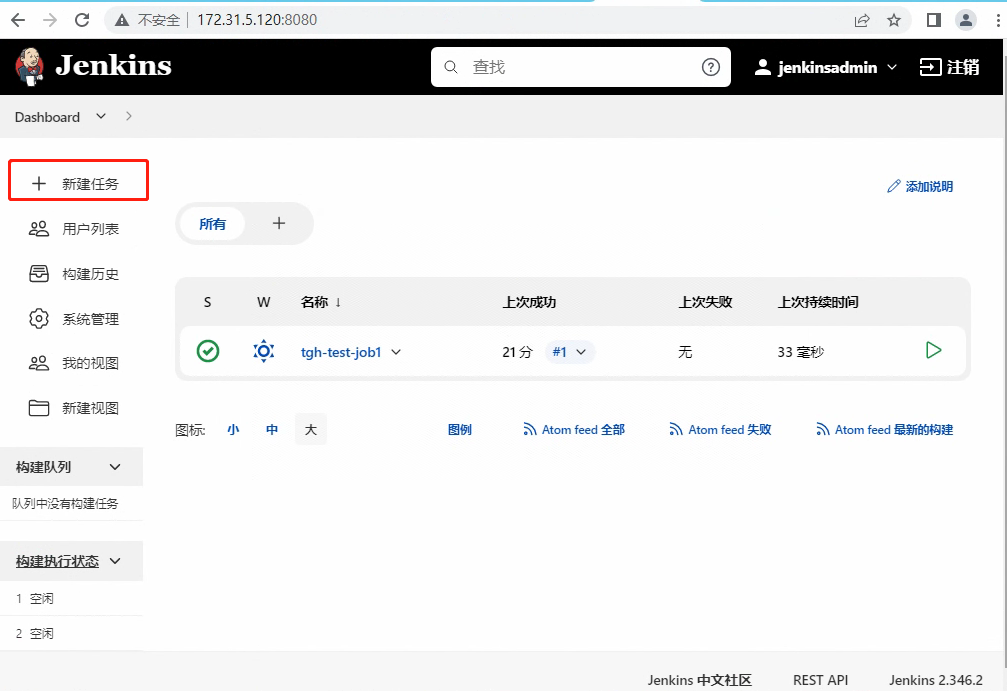 不安全 172.31.5.120:8080
Jenkins 查找 jenkinsadmin 注销
Dashboard
新建任务
添加说明
用户列表
所有
构建历史
S W 名称 ↓ 上次成功 上次失败 上次持续时间
系统管理
tgh-test-job1 21 分 #1 无 33 毫秒
我的视图
新建视图
图标: 小 中 大 图例 Atom feed 全部 Atom feed 失败 Atom feed 最新的构建
构建队列
队列中没有构建任务
构建执行状态
1 空闲
2 空闲
Jenkins 中文社区 REST API Jenkins 2.346.2